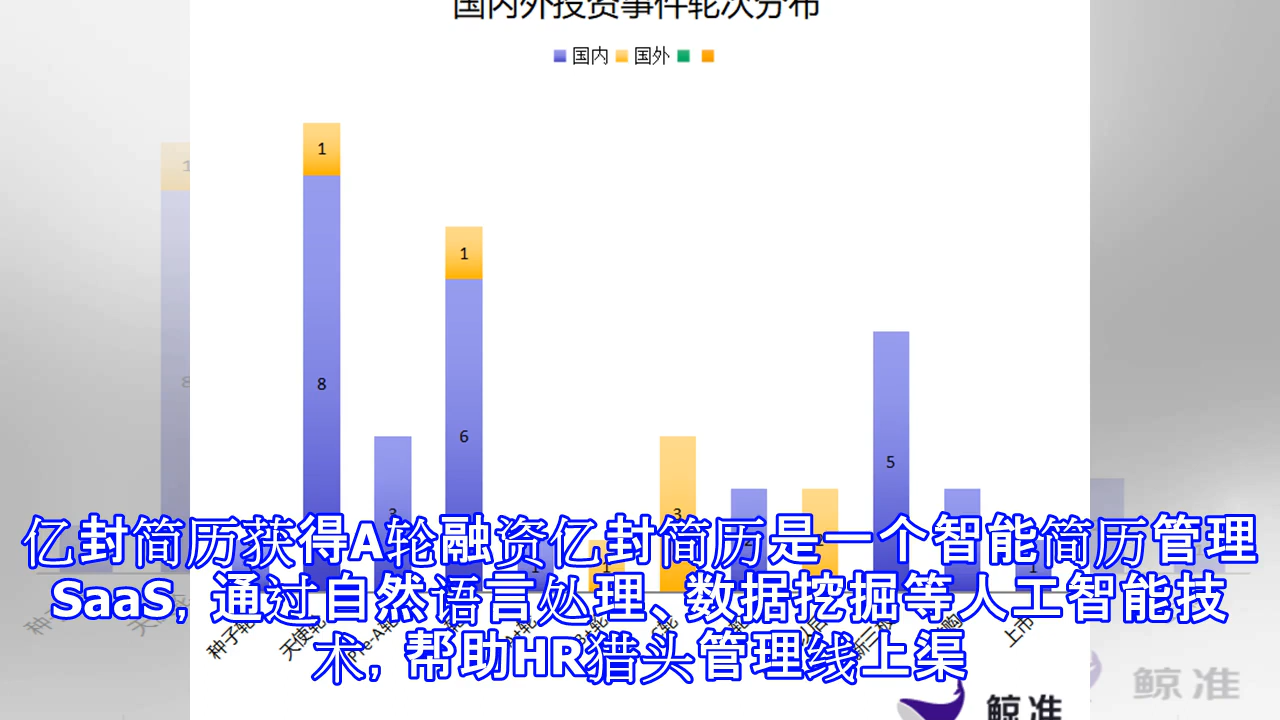 国内外投资事件轮次分布
国内 国外
1
1
8
6
5
3
3
2
1
1
亿封简历获得A轮融资亿封简历是一个智能简历管理
SaaS, 通过自然语言处理、数据挖掘等人工智能技
术, 帮助HR猎头管理线上渠
种子轮 天使轮 Pre-A轮 上市
鲸准
鲸准